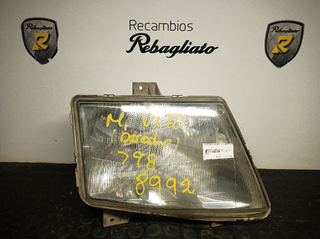 Recambios
Rebagliato
M. Vito
Derecho
798
8992